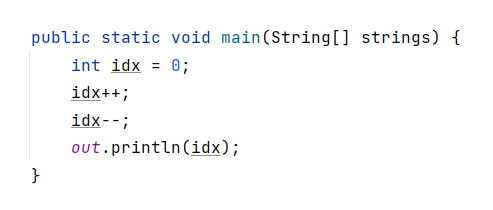 public static void main(String[] strings) {
    int idx = 0;
    idx++;
    idx--;
    out.println(idx);
}